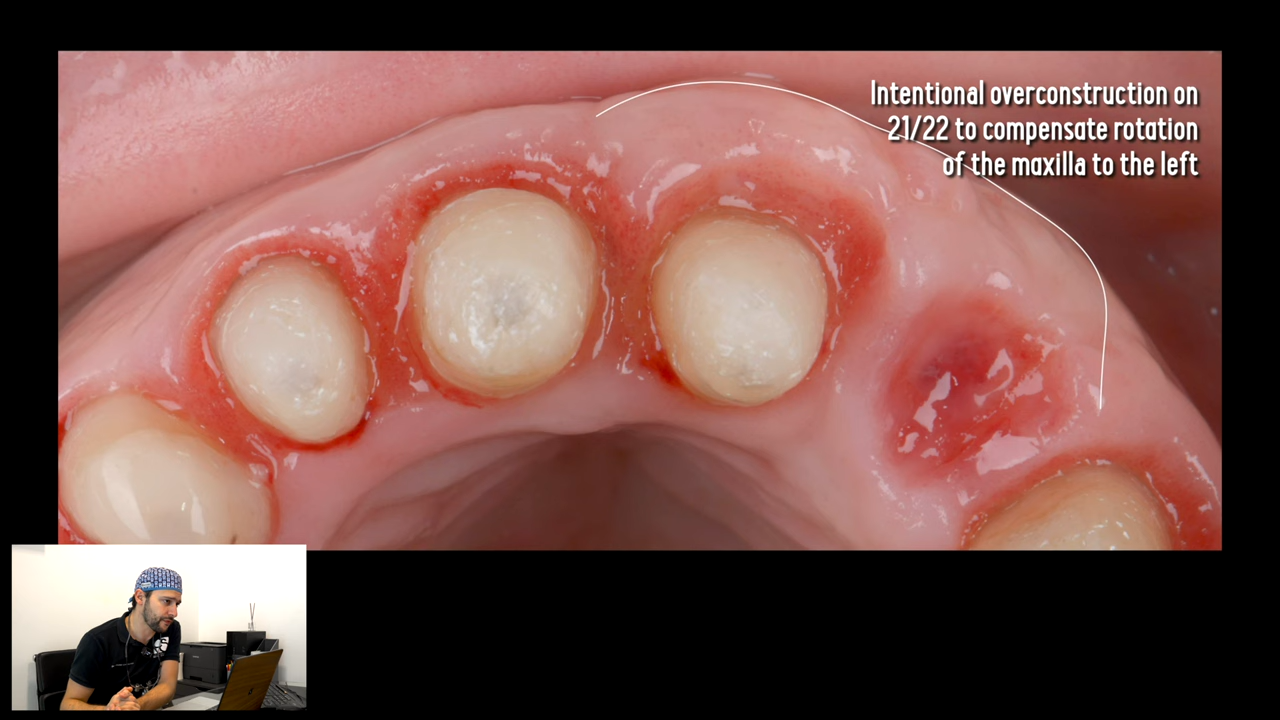 Intentional overconstruction on
21/22 to compensate rotation
of the maxilla to the left